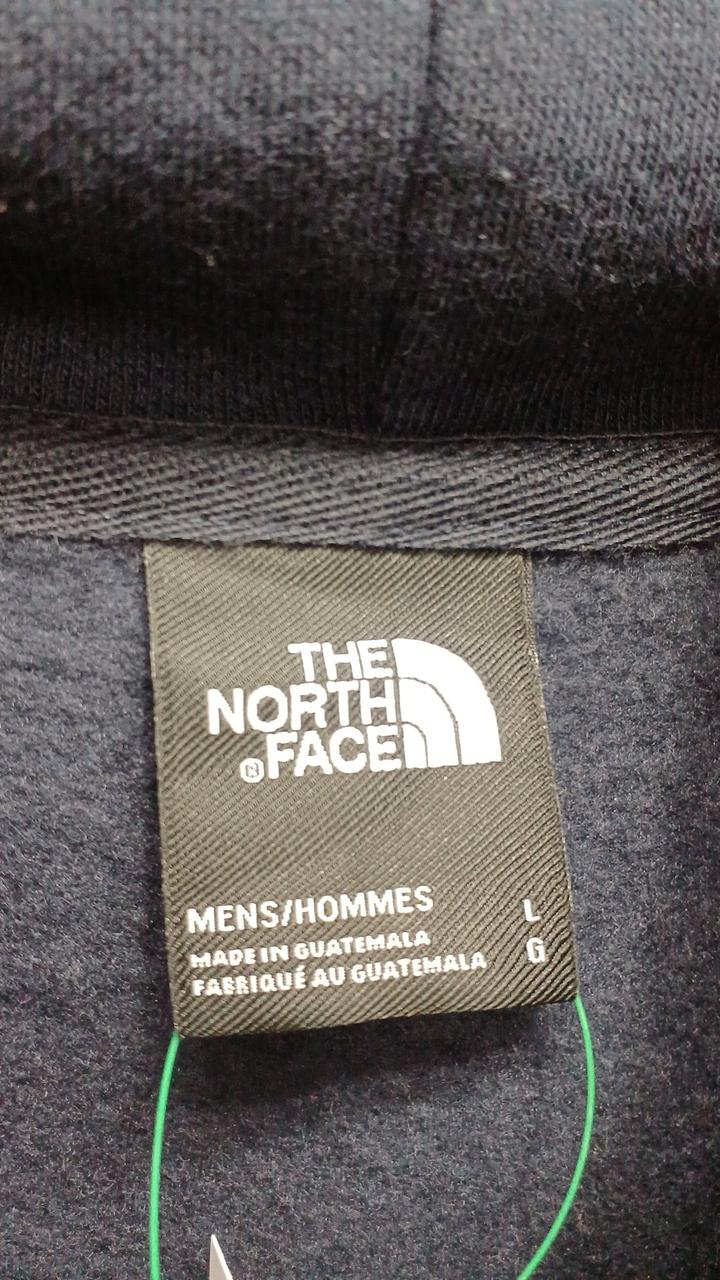 THE
NORTH
®FACE
MENS/HOMMES L
MADE IN GUATEMALA
FABRIQUÉ AU GUATEMALA G